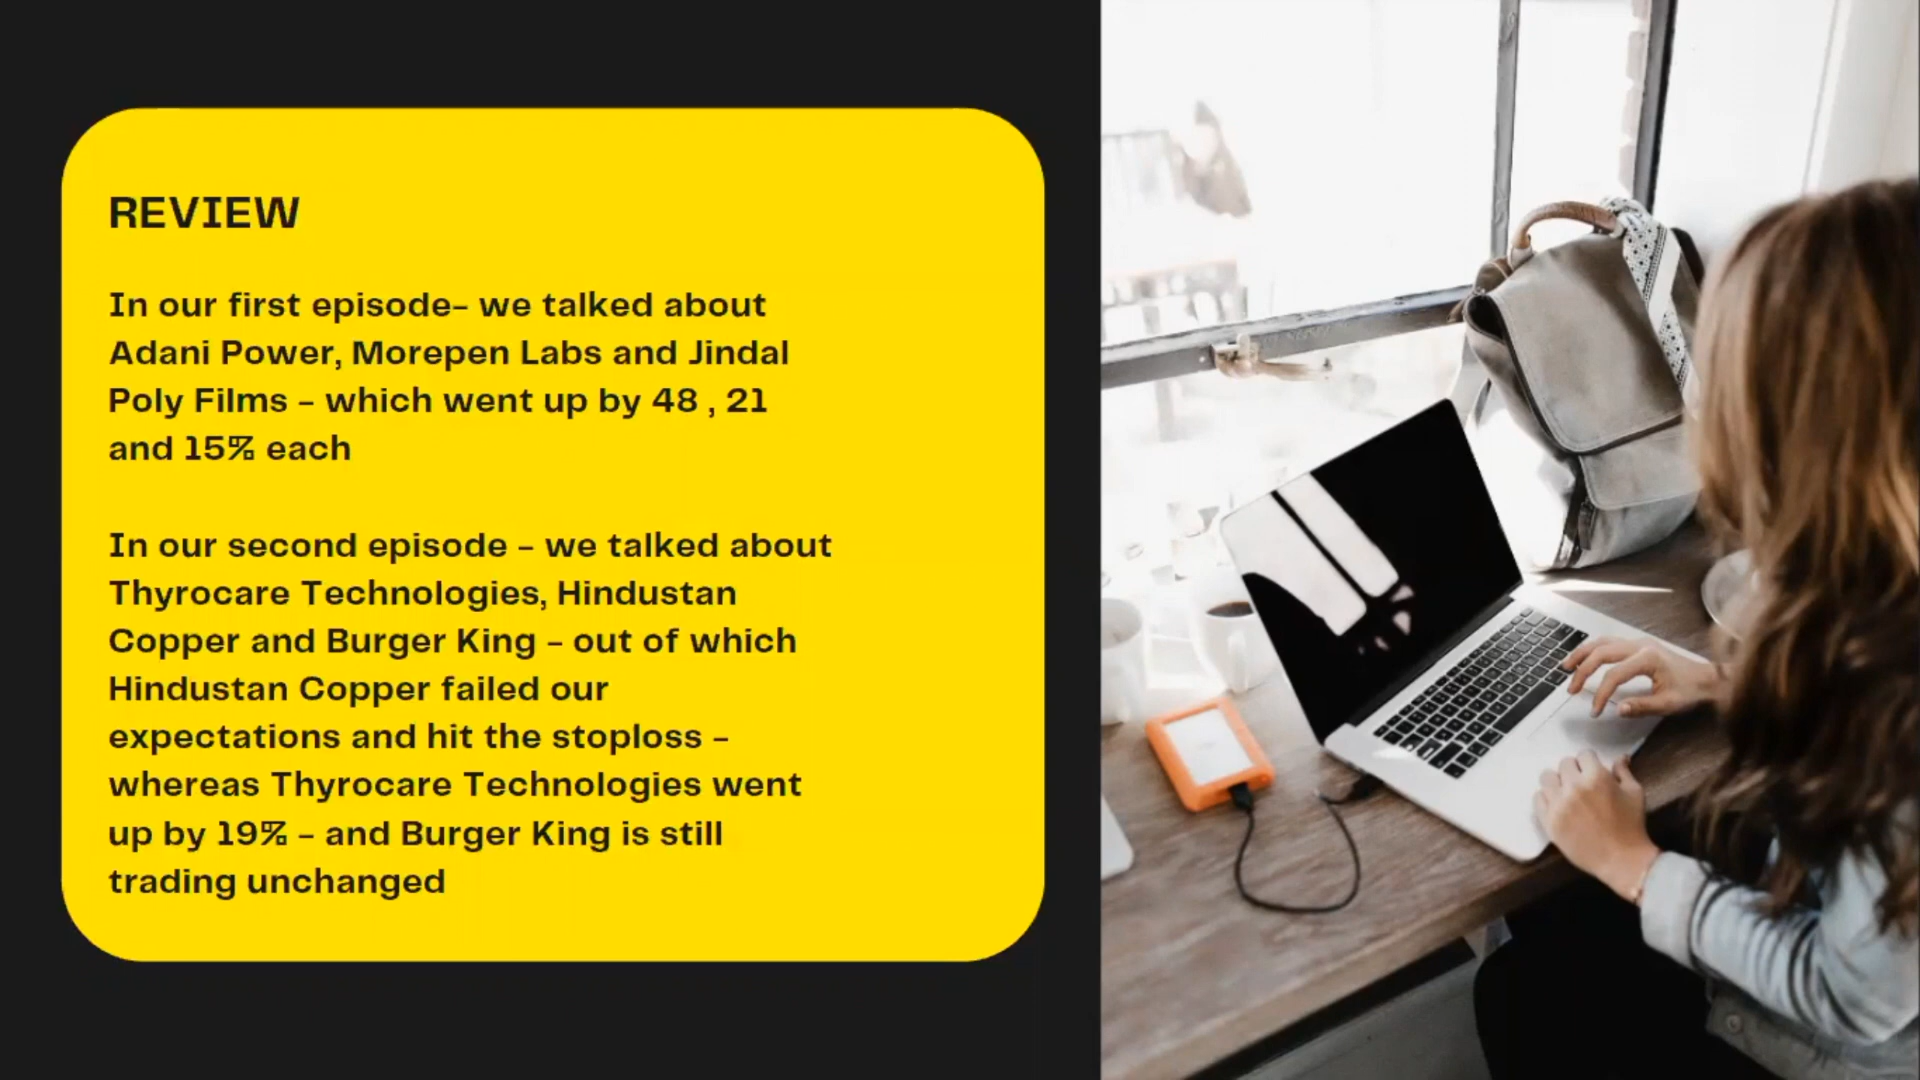 REVIEW
In our first episode– we talked about
Adani Power, Morepen Labs and Jindal
Poly Films – which went up by 48 , 21
and 15% each
In our second episode – we talked about
Thyrocare Technologies, Hindustan
Copper and Burger King – out of which
Hindustan Copper failed our
expectations and hit the stoploss –
whereas Thyrocare Technologies went
up by 19% – and Burger King is still
trading unchanged